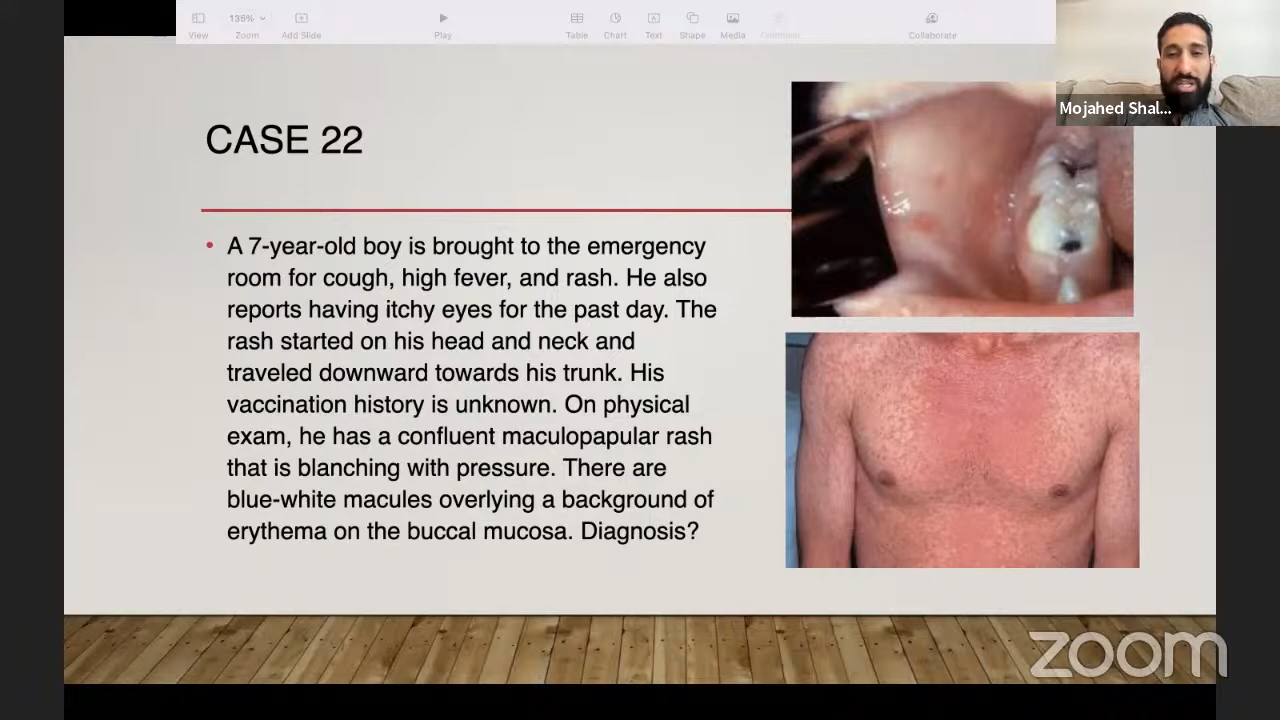 View
135%
Zoom
Add Slide
Play
Table
Chart
Text
Shape
Media
Comment
Collaborate
Mojahed Shal...
CASE 22
• A 7-year-old boy is brought to the emergency
room for cough, high fever, and rash. He also
reports having itchy eyes for the past day. The
rash started on his head and neck and
traveled downward towards his trunk. His
vaccination history is unknown. On physical
exam, he has a confluent maculopapular rash
that is blanching with pressure. There are
blue-white macules overlying a background of
erythema on the buccal mucosa. Diagnosis?
zoom